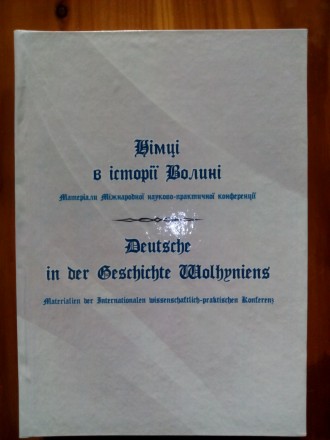 Німці
в історії Волині
Матеріали Міжнародної науково-практичної конференції
Deutsche
in der Geschichte Wolhyniens
Materialien der Internationalen wissenschaftlich-praktischen Konferenz